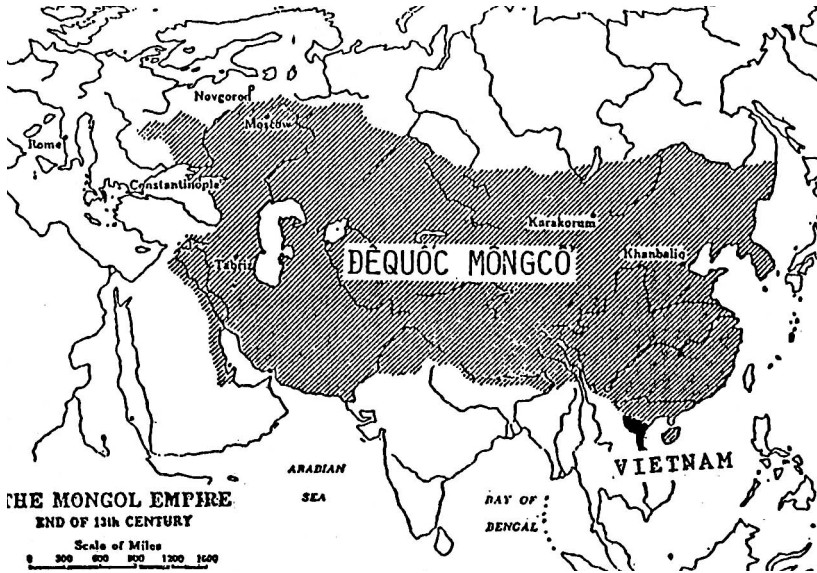 Novgorod
Moscow
Rome
Constantinople
Karakorum
Tabriz
ĐẾQUỐC MÔNGCỔ
Khanbaliq
VIETNAM
ARABIAN
SEA
BAY OF
BENGAL
THE MONGOL EMPIRE
END OF 13th CENTURY
Scale of Miles
0 300 600 900 1200 1500